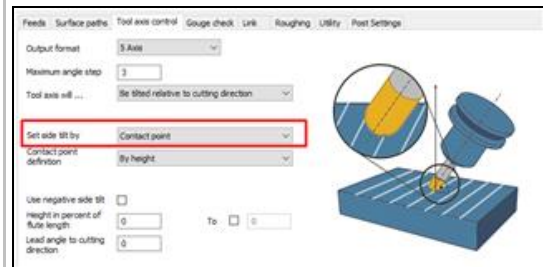 Feeds Surface paths Tool axis control Gouge check Link Roughing Utility Post Settings
Output format 5 Axis
Maximum angle step 3
Tool axis will ... Be tilted relative to cutting direction
Set side tilt by Contact point
Contact point definition By height
Use negative side tilt
Height in percent of flute length 0 To 0
Lead angle to cutting direction 0